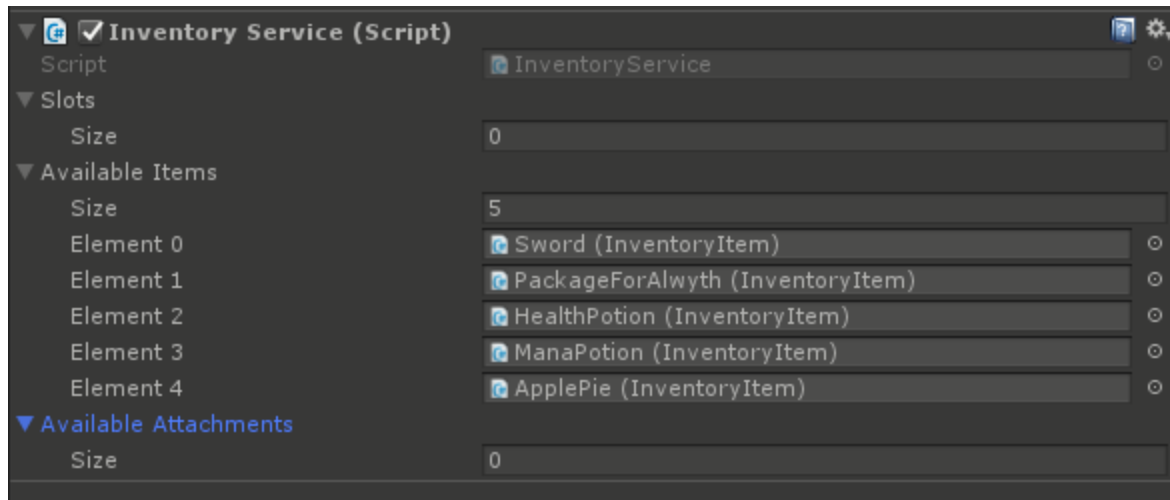 Inventory Service (Script)
Script InventoryService
Slots
Size 0
Available Items
Size 5
Element 0 Sword (InventoryItem)
Element 1 PackageForAlwyth (InventoryItem)
Element 2 HealthPotion (InventoryItem)
Element 3 ManaPotion (InventoryItem)
Element 4 ApplePie (InventoryItem)
Available Attachments
Size 0